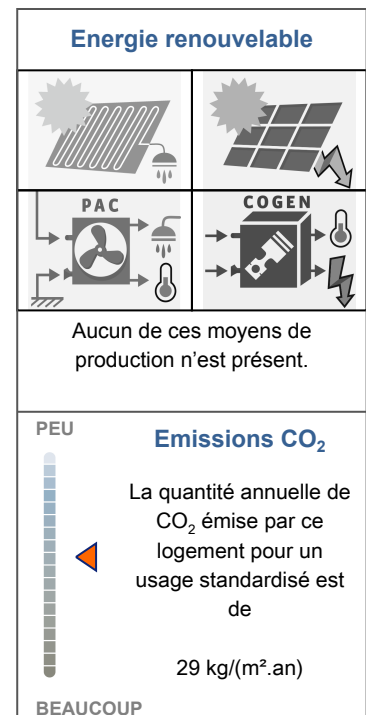 Energie renouvelable
PAC
COGEN
Aucun de ces moyens de
production n'est présent.
PEU
Emissions CO₂
La quantité annuelle de
CO₂ émise par ce
logement pour un
usage standardisé est
de
29 kg/(m².an)
BEAUCOUP